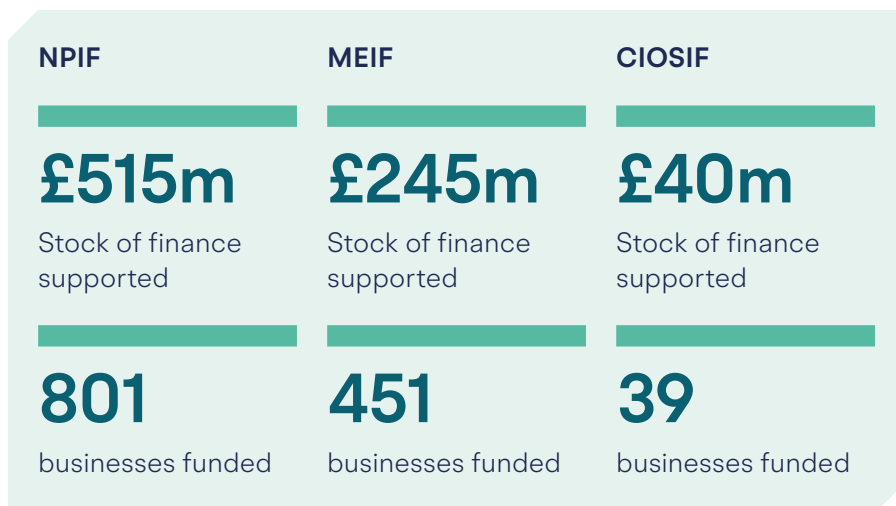 NPIF
£515m
Stock of finance
supported
801
businesses funded
MEIF
£245m
Stock of finance
supported
451
businesses funded
CIOSIF
£40m
Stock of finance
supported
39
businesses funded